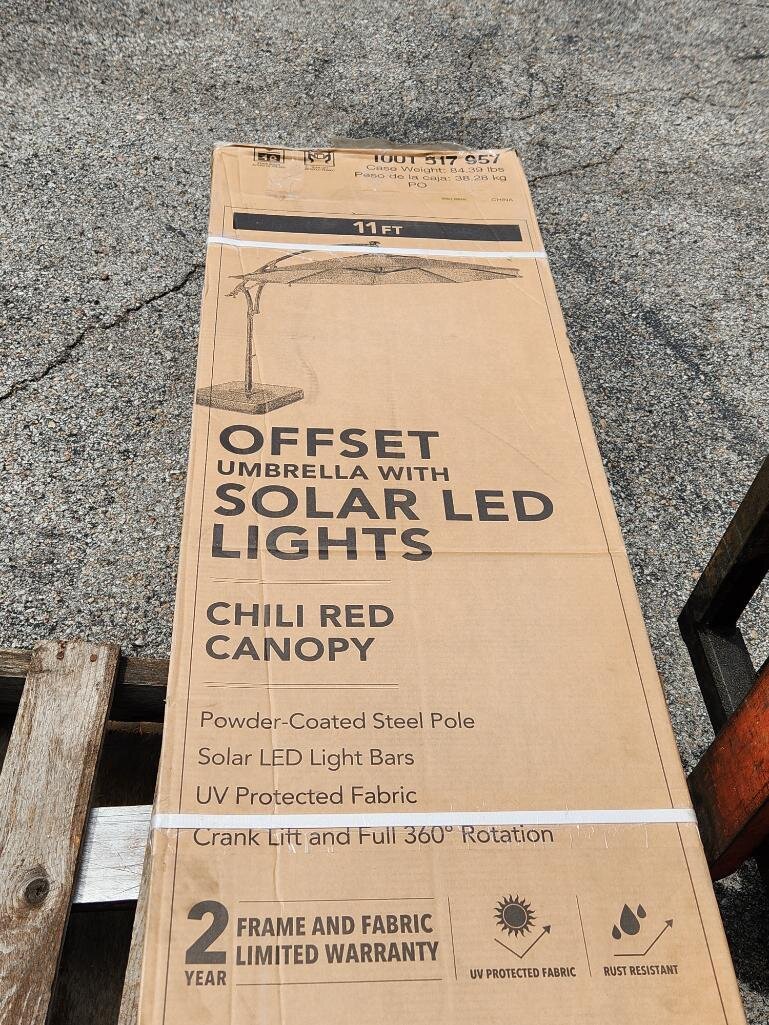 1001 517 957
Case Weight: 84.39 lbs
Peso de la caja: 38.28 kg
PO
CHINA
11 FT
OFFSET
UMBRELLA WITH
SOLAR LED
LIGHTS
CHILI RED
CANOPY
Powder-Coated Steel Pole
Solar LED Light Bars
UV Protected Fabric
Crank Lift and Full 360° Rotation
2
YEAR
FRAME AND FABRIC
LIMITED WARRANTY
UV PROTECTED FABRIC
RUST RESISTANT